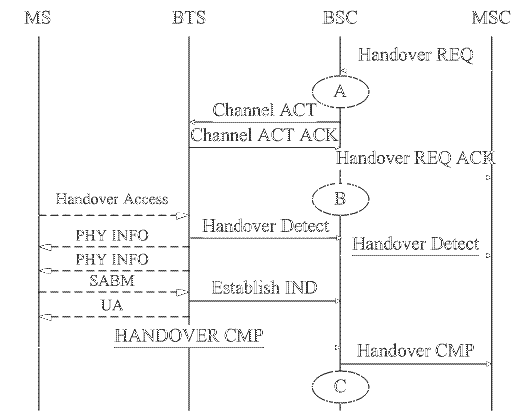 MS BTS BSC MSC
Handover REQ
A
Channel ACT
Channel ACT ACK
Handover REQ ACK
B
Handover Access
Handover Detect
PHY INFO
Handover Detect
PHY INFO
SABM
Establish IND
UA
HANDOVER CMP
Handover CMP
C